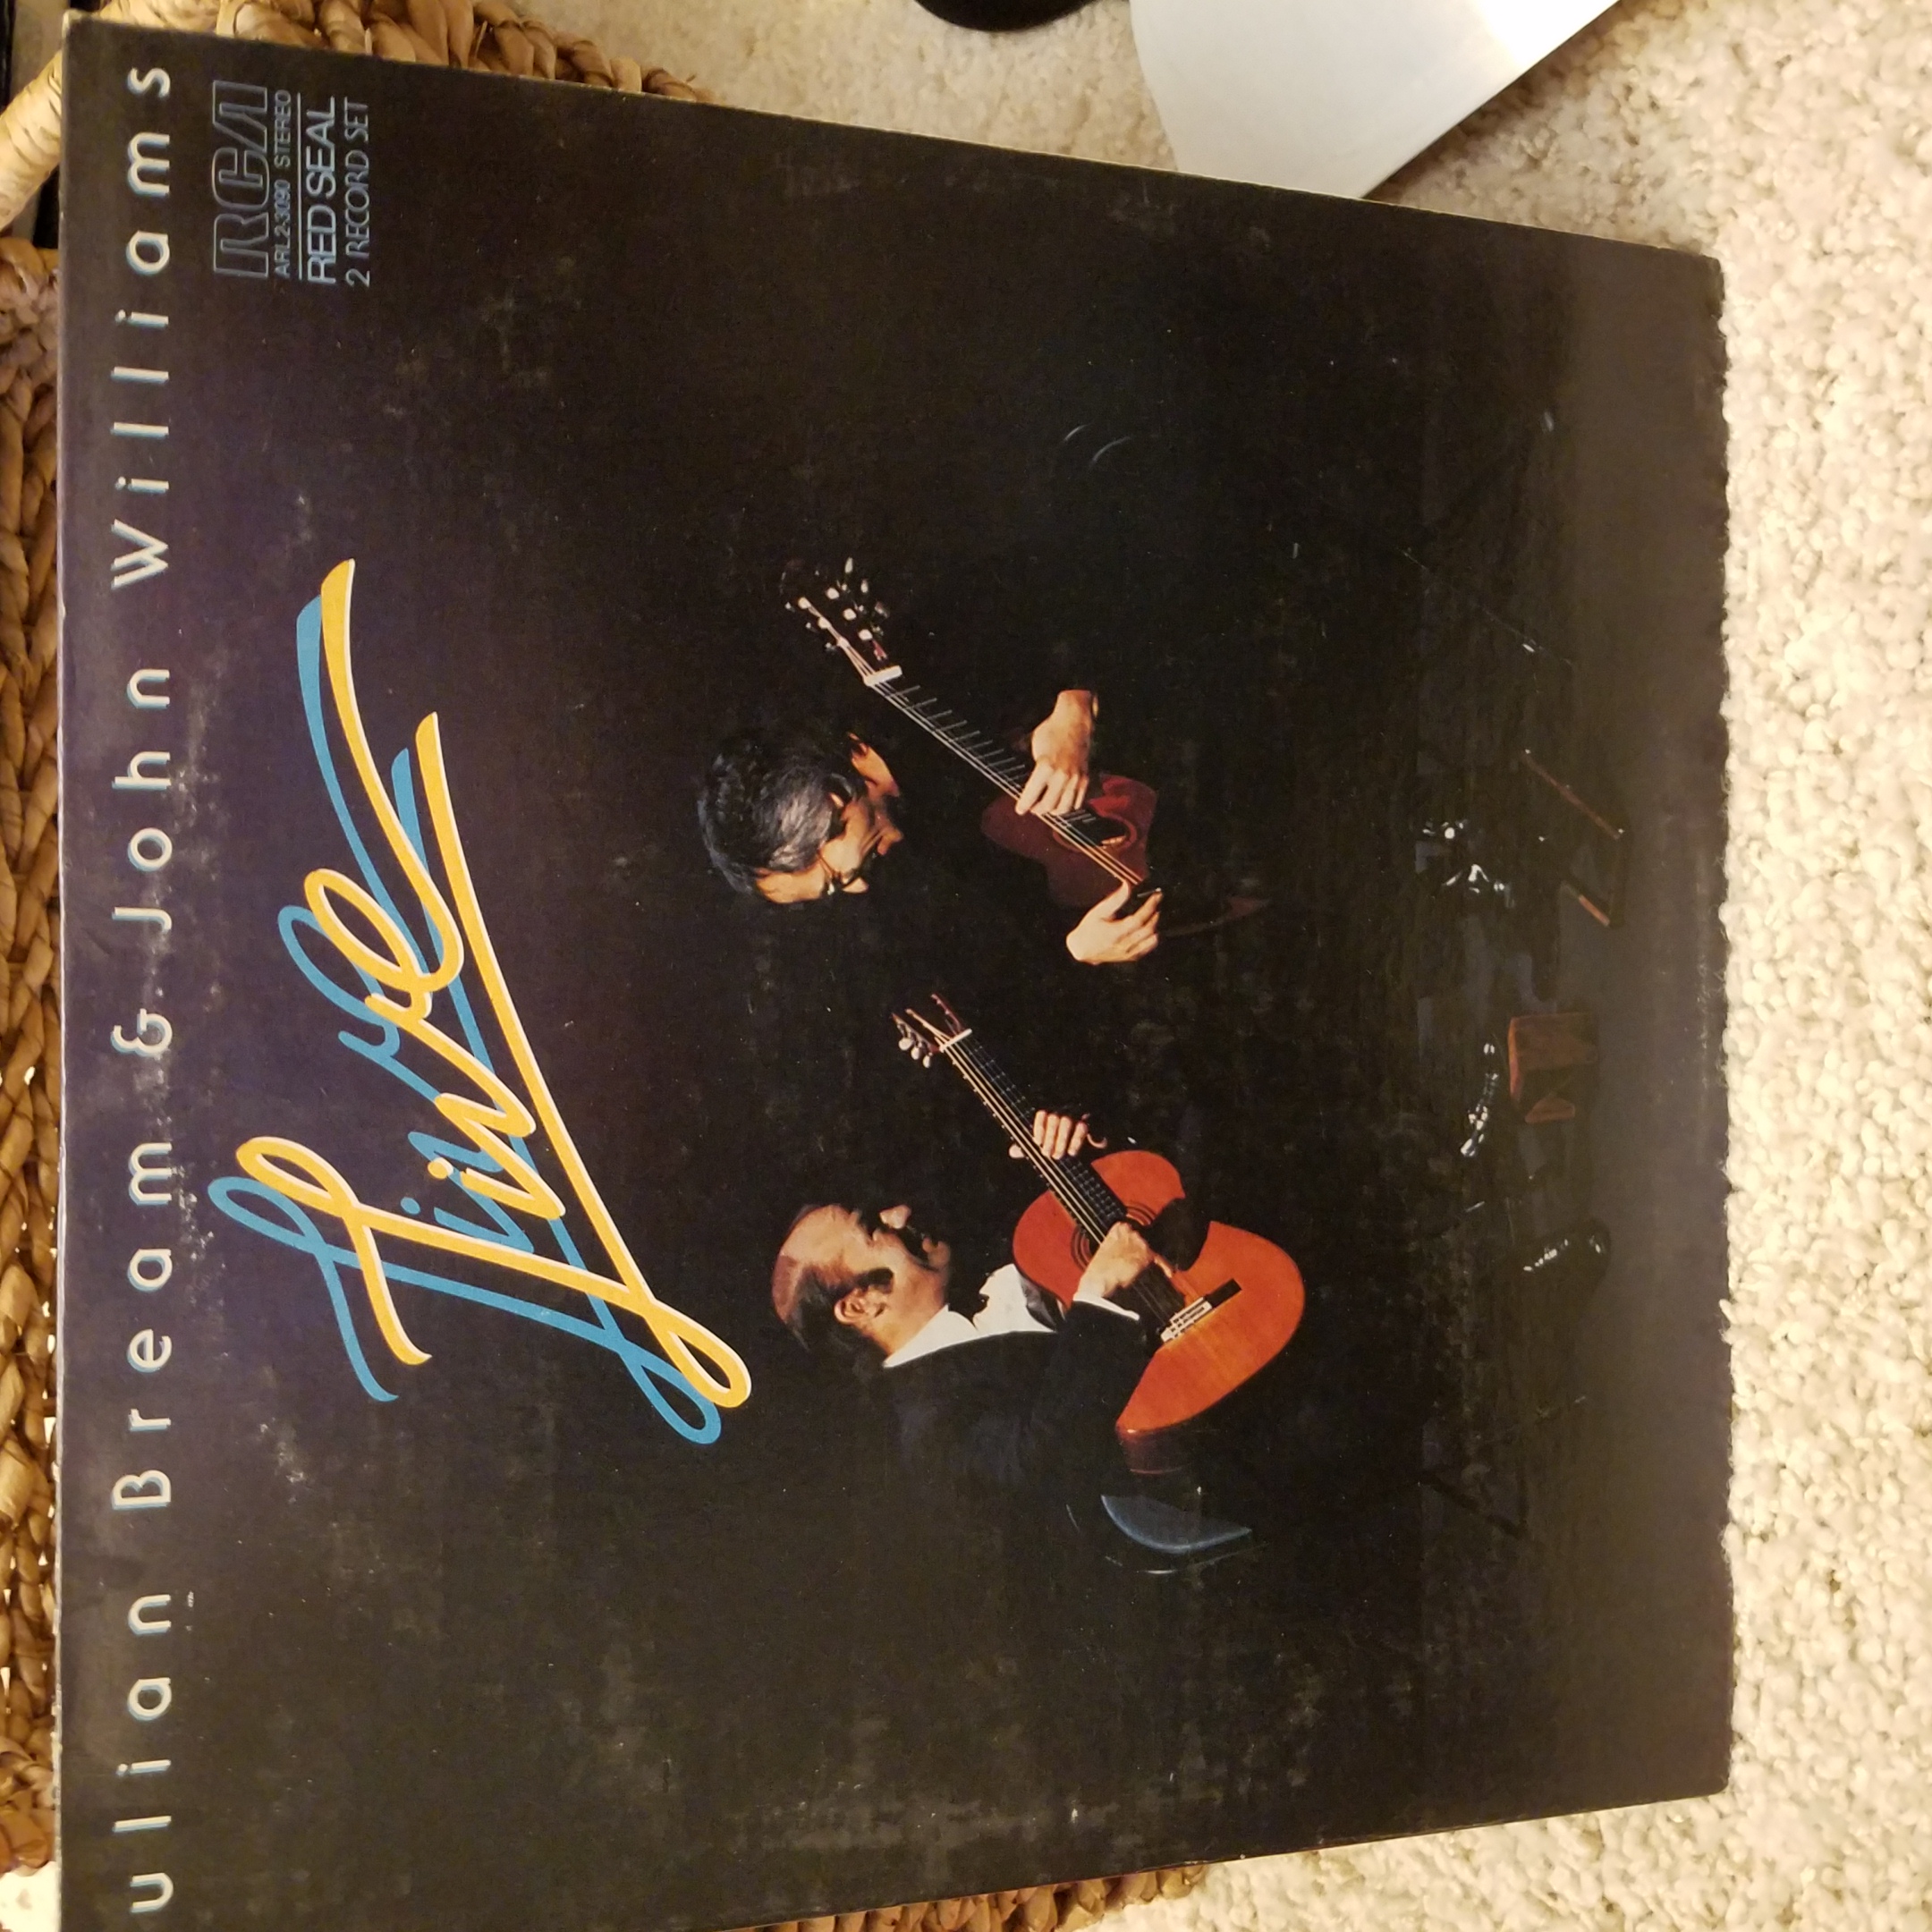 ulian Bream & John Williams
RCA
ARL2-3090 STEREO
RED SEAL
2 RECORD SET
Live